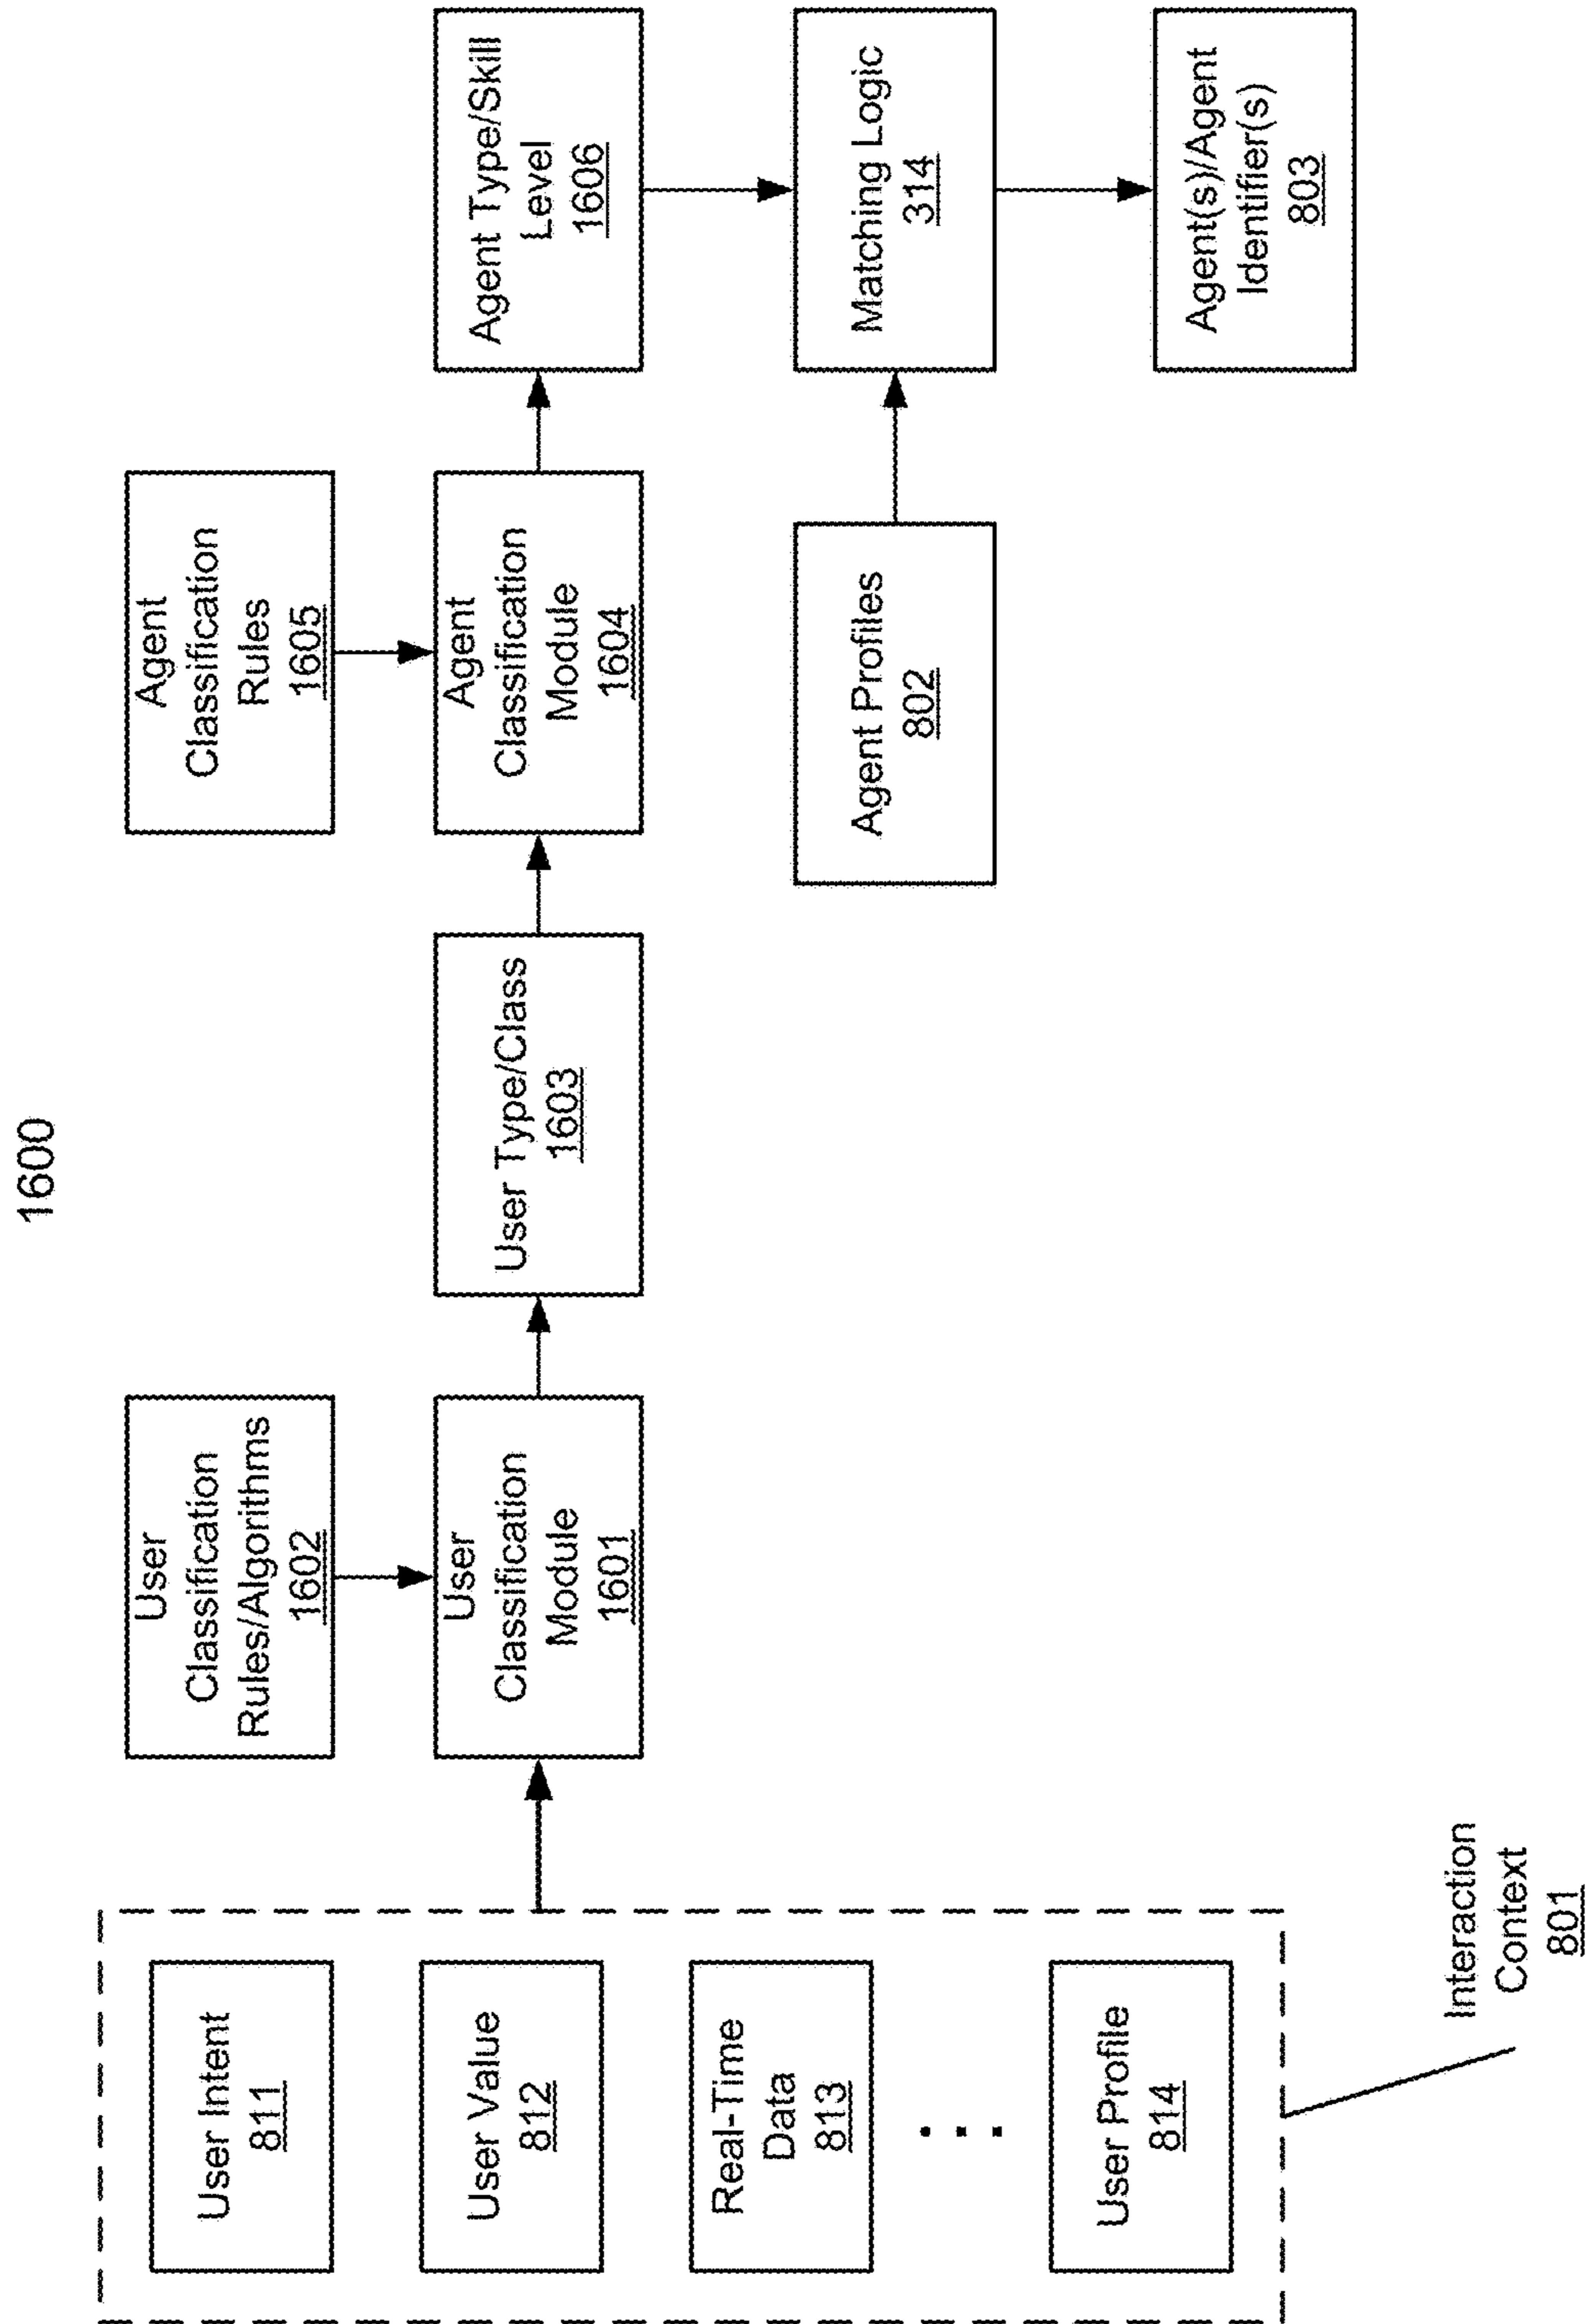 1600
User Intent
811
User Value
812
Real-Time
Data
813
. . .
User Profile
814
Interaction
Context
801
User
Classification
Rules/Algorithms
1602
User
Classification
Module
1601
User Type/Class
1603
Agent
Classification
Rules
1605
Agent
Classification
Module
1604
Agent Type/Skill
Level
1606
Agent Profiles
802
Matching Logic
314
Agent(s)/Agent
Identifier(s)
803